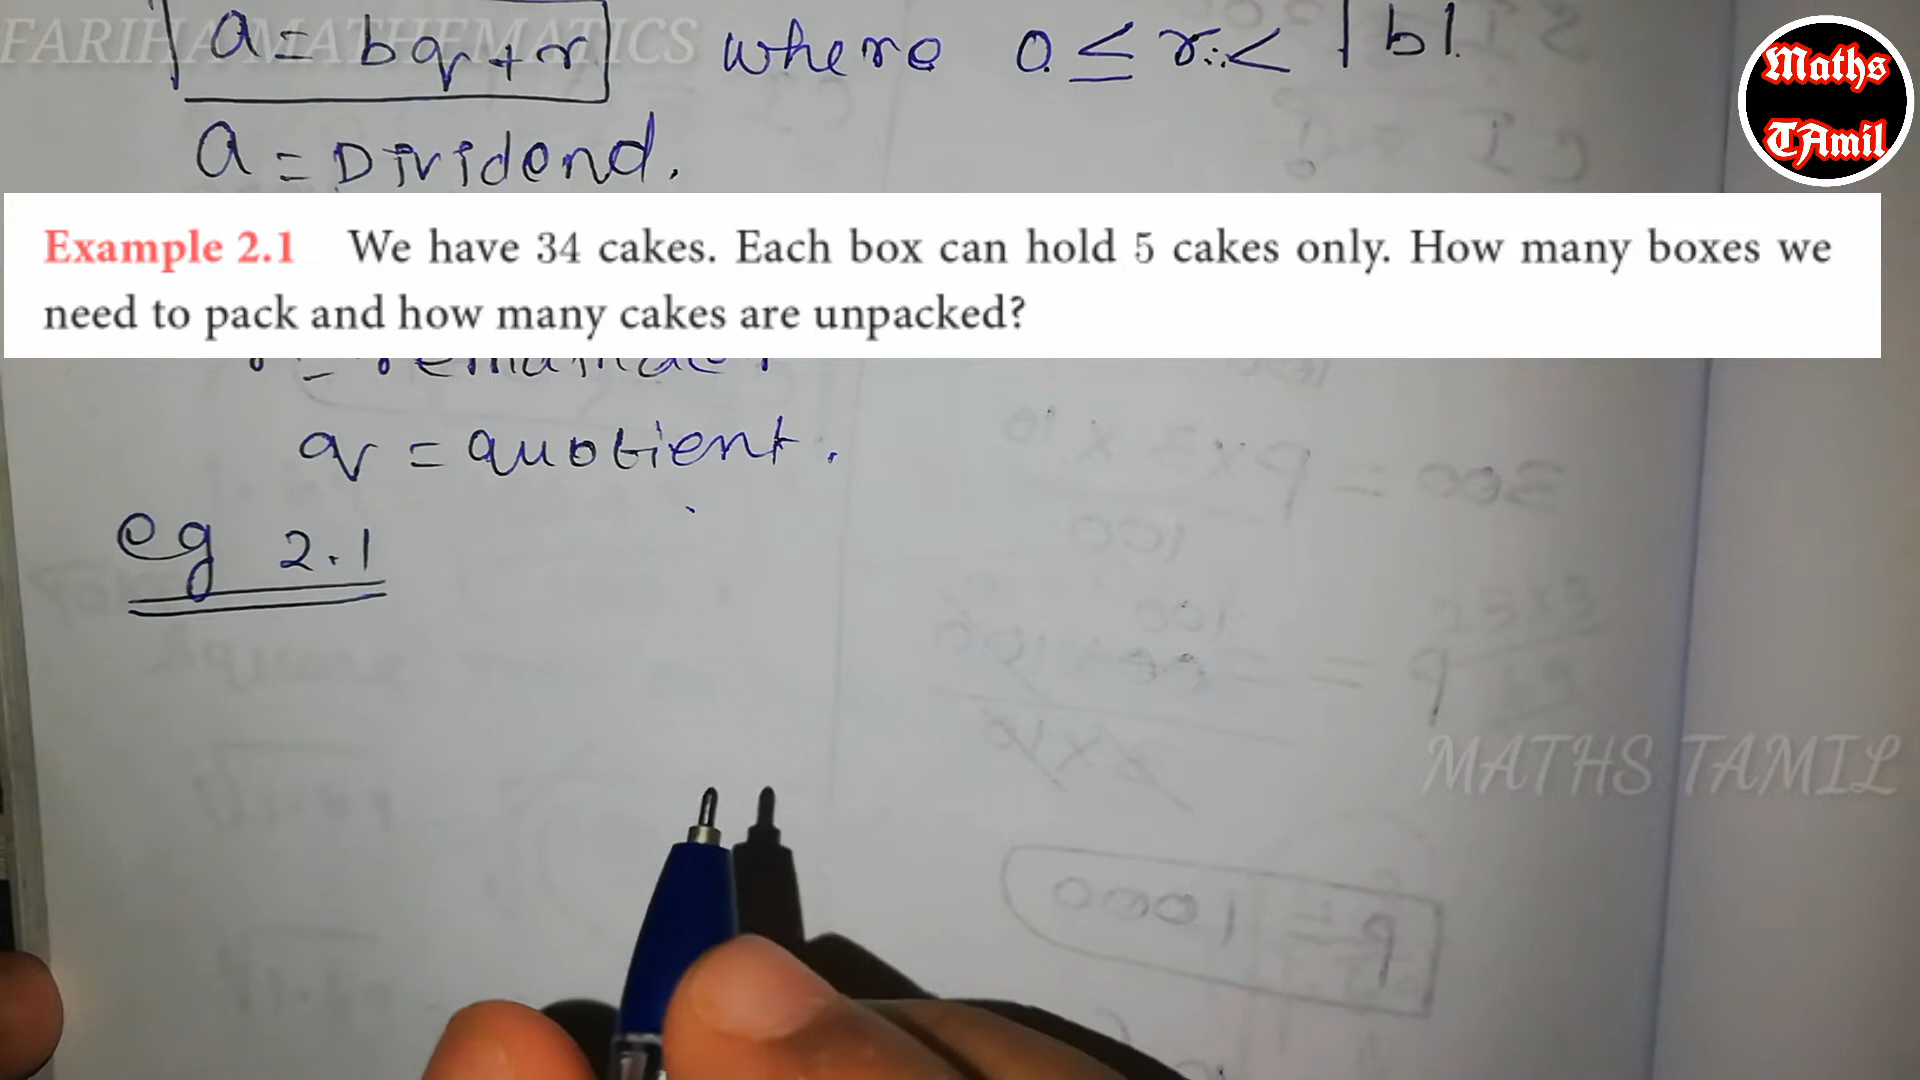 FARIHA MATHEMATICS
a = bq + r where 0 ≤ r < |b|
Maths
TAmil
a = Dividend.
Example 2.1 We have 34 cakes. Each box can hold 5 cakes only. How many boxes we
need to pack and how many cakes are unpacked?
r = remainder
q = quotient.
eg 2.1
MATHS TAMIL